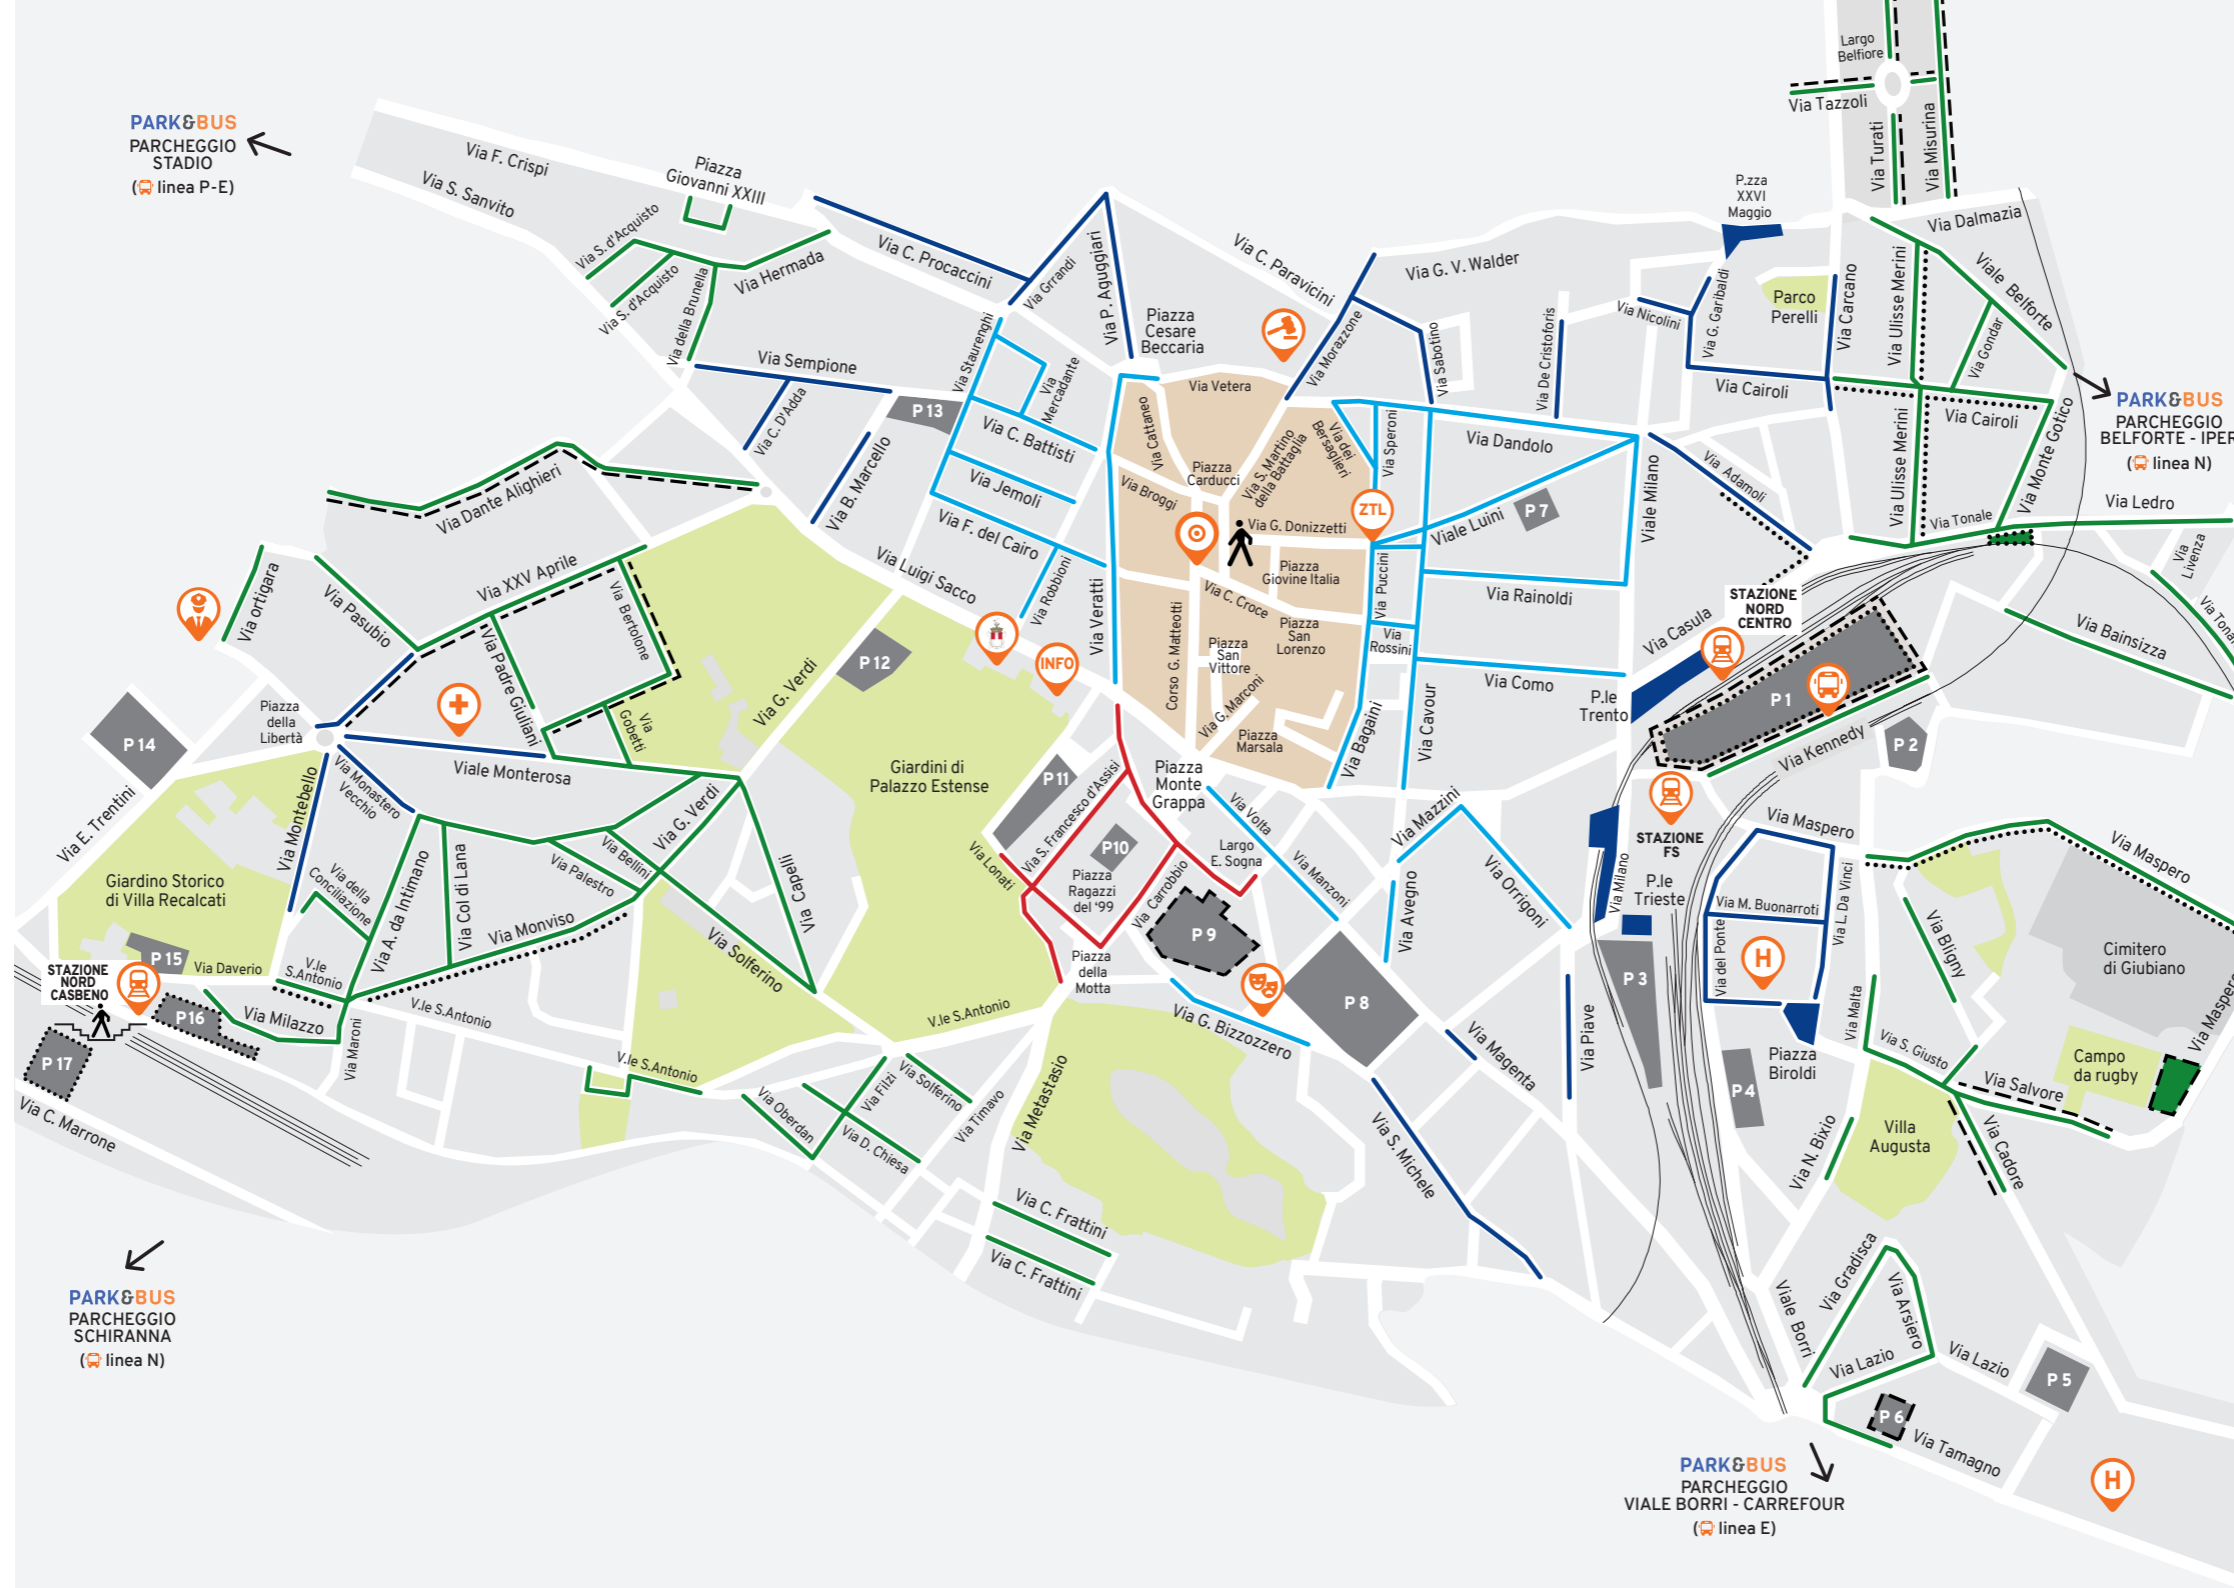 PARK&BUS
PARCHEGGIO
STADIO
(linea P-E)
Via F. Crispi
Via S. Sanvito
Piazza
Giovanni XXIII
Via S. d'Acquisto
Via S. d'Acquisto
Via della Brunella
Via Hermada
Via C. Procaccini
Via Grrandi
Via P. Aguggiari
Via C. Paravicini
Via G. V. Walder
P.zza
XXVI
Maggio
Largo
Belfiore
Via Tazzoli
Via Turati
Via Misurina
Via Dalmazia
Viale Belforte
Via Gondar
Via Ulisse Merini
Via Carcano
Parco
Perelli
Via G. Garibaldi
Via Nicolini
Via De Cristoforis
Via Sabotino
Via Morazzone
Piazza
Cesare
Beccaria
Via Vetera
Via Staurenghi
Via
Mercadante
Via Sempione
Via C. D'Adda
P 13
Via B. Marcello
Via C. Battisti
Via Jemoli
Via F. del Cairo
Via Robbioni
Via Veratti
Via Cattaneo
Piazza
Carducci
Via Broggi
Via S. Martino
della Battaglia
Via dei
Bersaglieri
Via Speroni
Via Dandolo
Via Cairoli
Via Cairoli
PARK&BUS
PARCHEGGIO
BELFORTE - IPER
(linea N)
Via Ulisse Merini
Via Monte Gotico
Via Tonale
Via Ledro
Via
Livenza
Via Tonale
Via Bainsizza
Via Adamoli
Viale Milano
Viale Luini
P 7
ZTL
Via G. Donizzetti
Piazza
Giovine Italia
Via C. Croce
Via Puccini
Via Rainoldi
Via
Rossini
Via Como
Via Cavour
Via Bagaini
Piazza
San
Lorenzo
Piazza
San
Vittore
Corso G. Matteotti
Via G. Marconi
Piazza
Marsala
Via Casula
STAZIONE
NORD
CENTRO
P.le
Trento
P 1
P 2
Via Kennedy
STAZIONE
FS
Via Dante Alighieri
Via XXV Aprile
Via ortigara
Via Pasubio
Via Bertolone
Via Padre Giuliani
Via
Gobetti
Via Luigi Sacco
INFO
P 12
Via G. Verdi
Piazza
della
Libertà
P 14
Viale Monterosa
Via E. Trentini
Via Montebello
Via Monastero
Vecchio
Via G. Verdi
Giardini di
Palazzo Estense
P 11
Via S. Francesco d'Assisi
P10
Piazza
Ragazzi
del '99
Via Lonati
Piazza
Monte
Grappa
Via Volta
Largo
E. Sogna
Via Carrobbio
Via Manzoni
Via Mazzini
Via Avegno
Via Orrigoni
Via Milano
P.le
Trieste
Via Maspero
Via M. Buonarroti
Via L. Da Vinci
Via del Ponte
H
Via Maspero
Via Bligny
Cimitero
di Giubiano
Via Maspero
Giardino Storico
di Villa Recalcati
Via della
Conciliazione
Via A. da Intimano
Via Col di Lana
Via Palestro
Via Bellini
Via Monviso
Via Solferino
Via Capelli
P 15
STAZIONE
NORD
CASBENO
Via Daverio
V.le
S.Antonio
P16
Via Milazzo
P 17
Via Maroni
V.le S.Antonio
V.le S.Antonio
V.le S.Antonio
Via C. Marrone
P 9
Piazza
della
Motta
Via G. Bizzozzero
P 8
P 3
Via Piave
Via Magenta
Via S. Michele
P 4
Piazza
Biroldi
Via Malta
Via S. Giusto
Via Salvore
Campo
da rugby
Via N. Bixio
Villa
Augusta
Via Cadore
Via Oberdan
Via Filzi
Via Solferino
Via D. Chiesa
Via Timavo
Via Metastasio
Via C. Frattini
Via C. Frattini
PARK&BUS
PARCHEGGIO
SCHIRANNA
(linea N)
Viale Borri
Via Gradisca
Via Arsiero
Via Lazio
Via Lazio
P 5
P 6
Via Tamagno
H
PARK&BUS
PARCHEGGIO
VIALE BORRI - CARREFOUR
(linea E)